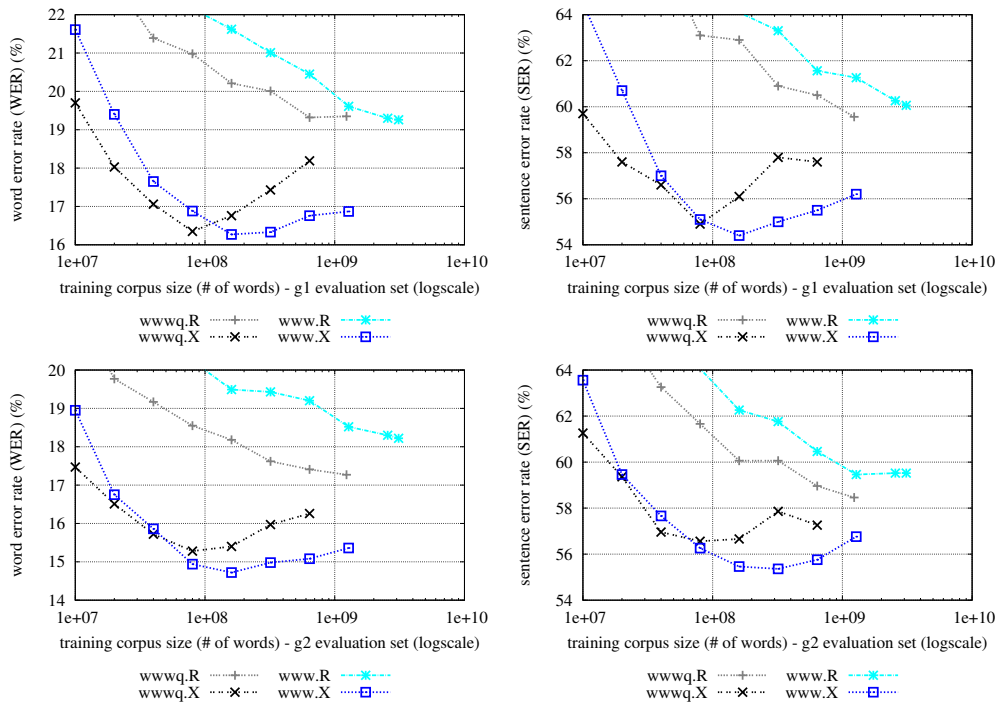 word error rate (WER) (%)
22
21
20
19
18
17
16
1e+07 1e+08 1e+09 1e+10
training corpus size (# of words) - g1 evaluation set (logscale)
wwwq.R www.R
wwwq.X www.X
sentence error rate (SER) (%)
64
62
60
58
56
54
1e+07 1e+08 1e+09 1e+10
training corpus size (# of words) - g1 evaluation set (logscale)
wwwq.R www.R
wwwq.X www.X
word error rate (WER) (%)
20
19
18
17
16
15
14
1e+07 1e+08 1e+09 1e+10
training corpus size (# of words) - g2 evaluation set (logscale)
wwwq.R www.R
wwwq.X www.X
sentence error rate (SER) (%)
64
62
60
58
56
54
1e+07 1e+08 1e+09 1e+10
training corpus size (# of words) - g2 evaluation set (logscale)
wwwq.R www.R
wwwq.X www.X